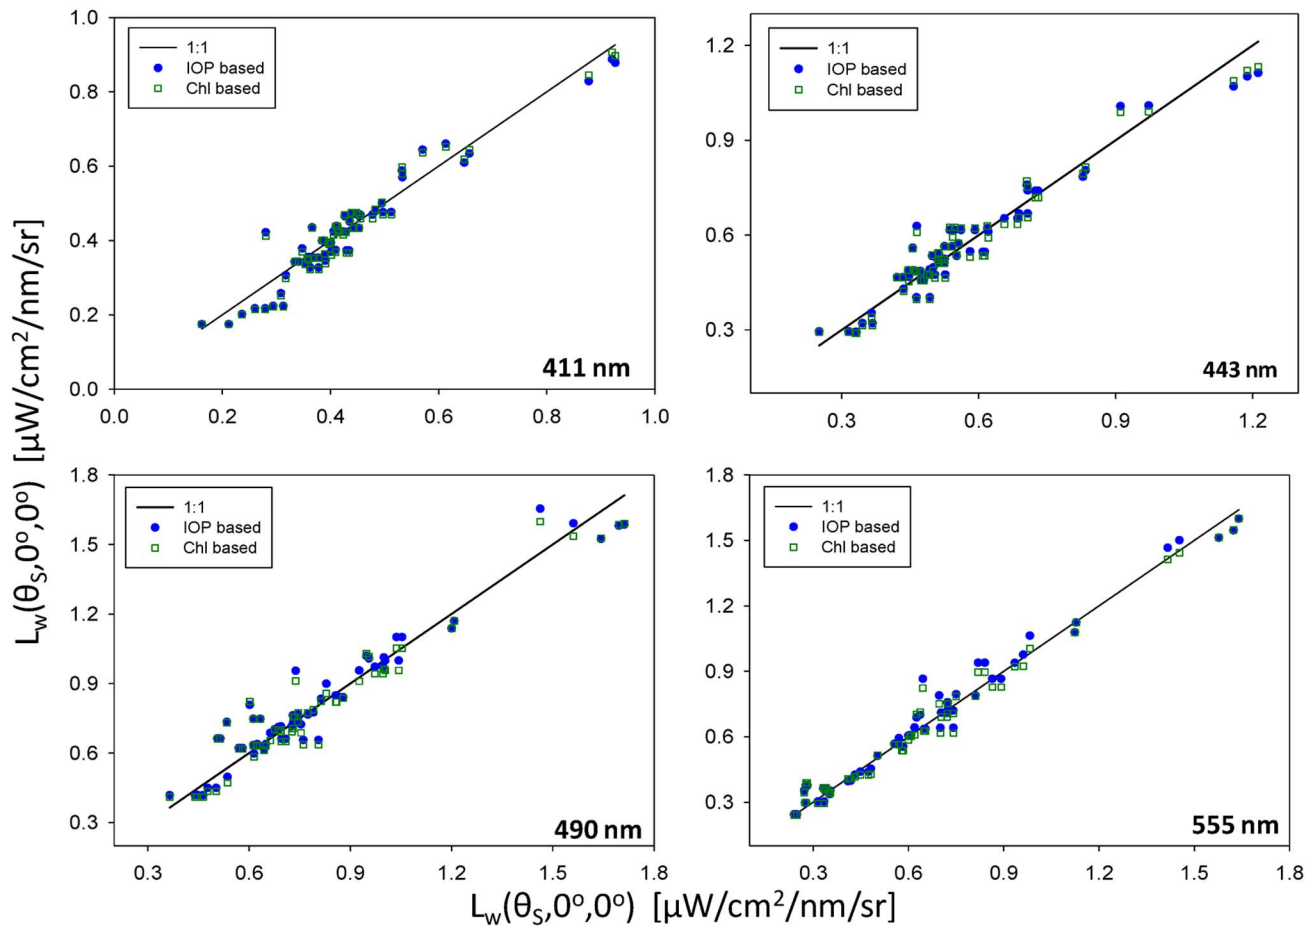 L_w(θ_S,0°,0°) [μW/cm²/nm/sr]
1.0
0.8
0.6
0.4
0.2
0.0
1:1
IOP based
Chl based
411 nm
0.0 0.2 0.4 0.6 0.8 1.0
1.2
0.9
0.6
0.3
1:1
IOP based
Chl based
443 nm
0.3 0.6 0.9 1.2
1.8
1.5
1.2
0.9
0.6
0.3
1:1
IOP based
Chl based
490 nm
0.3 0.6 0.9 1.2 1.5 1.8
1.8
1.5
1.2
0.9
0.6
0.3
1:1
IOP based
Chl based
555 nm
0.3 0.6 0.9 1.2 1.5 1.8
L_w(θ_S,0°,0°) [μW/cm²/nm/sr]